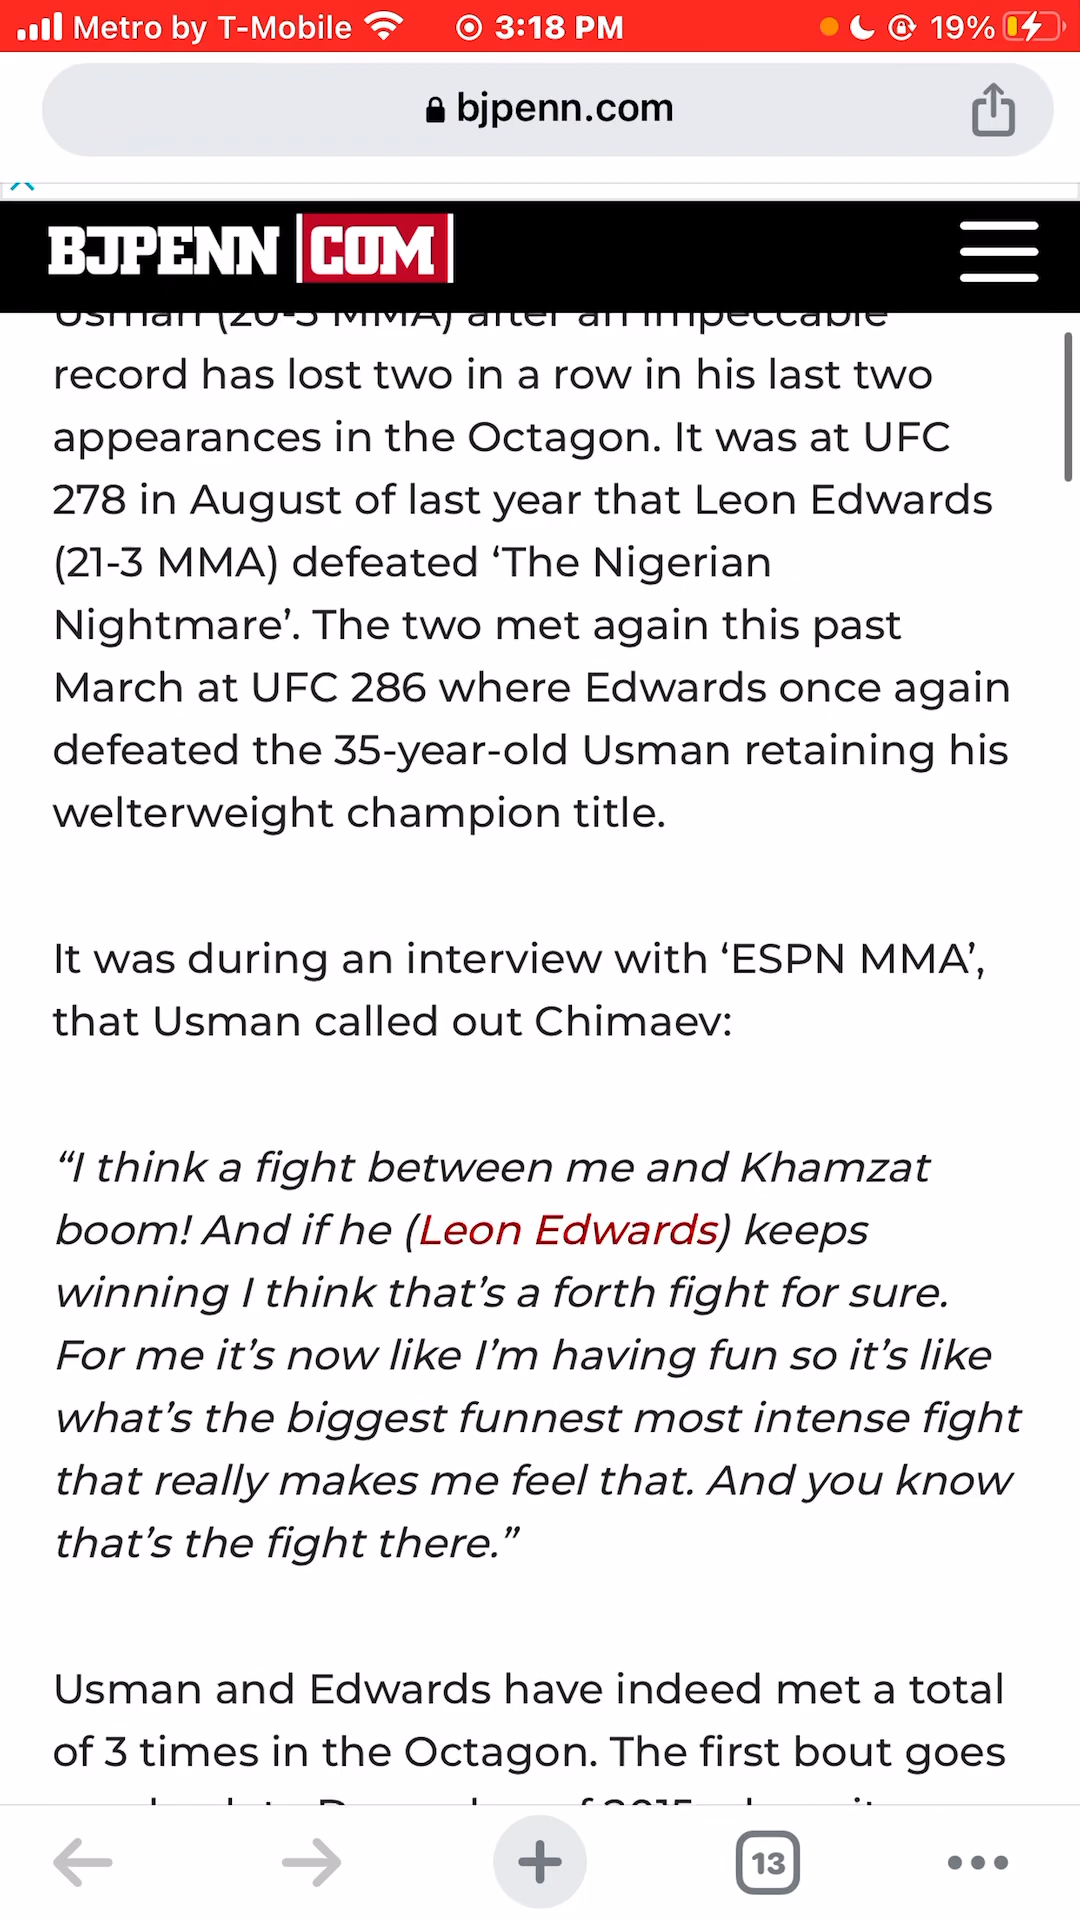 Metro by T-Mobile 3:18 PM 19%
bjpenn.com
BJPENN COM
Usman (20-3 MMA) after an impeccable
record has lost two in a row in his last two
appearances in the Octagon. It was at UFC
278 in August of last year that Leon Edwards
(21-3 MMA) defeated ‘The Nigerian
Nightmare’. The two met again this past
March at UFC 286 where Edwards once again
defeated the 35-year-old Usman retaining his
welterweight champion title.
It was during an interview with ‘ESPN MMA’,
that Usman called out Chimaev:
“I think a fight between me and Khamzat
boom! And if he (Leon Edwards) keeps
winning I think that’s a forth fight for sure.
For me it’s now like I’m having fun so it’s like
what’s the biggest funnest most intense fight
that really makes me feel that. And you know
that’s the fight there.”
Usman and Edwards have indeed met a total
of 3 times in the Octagon. The first bout goes
13